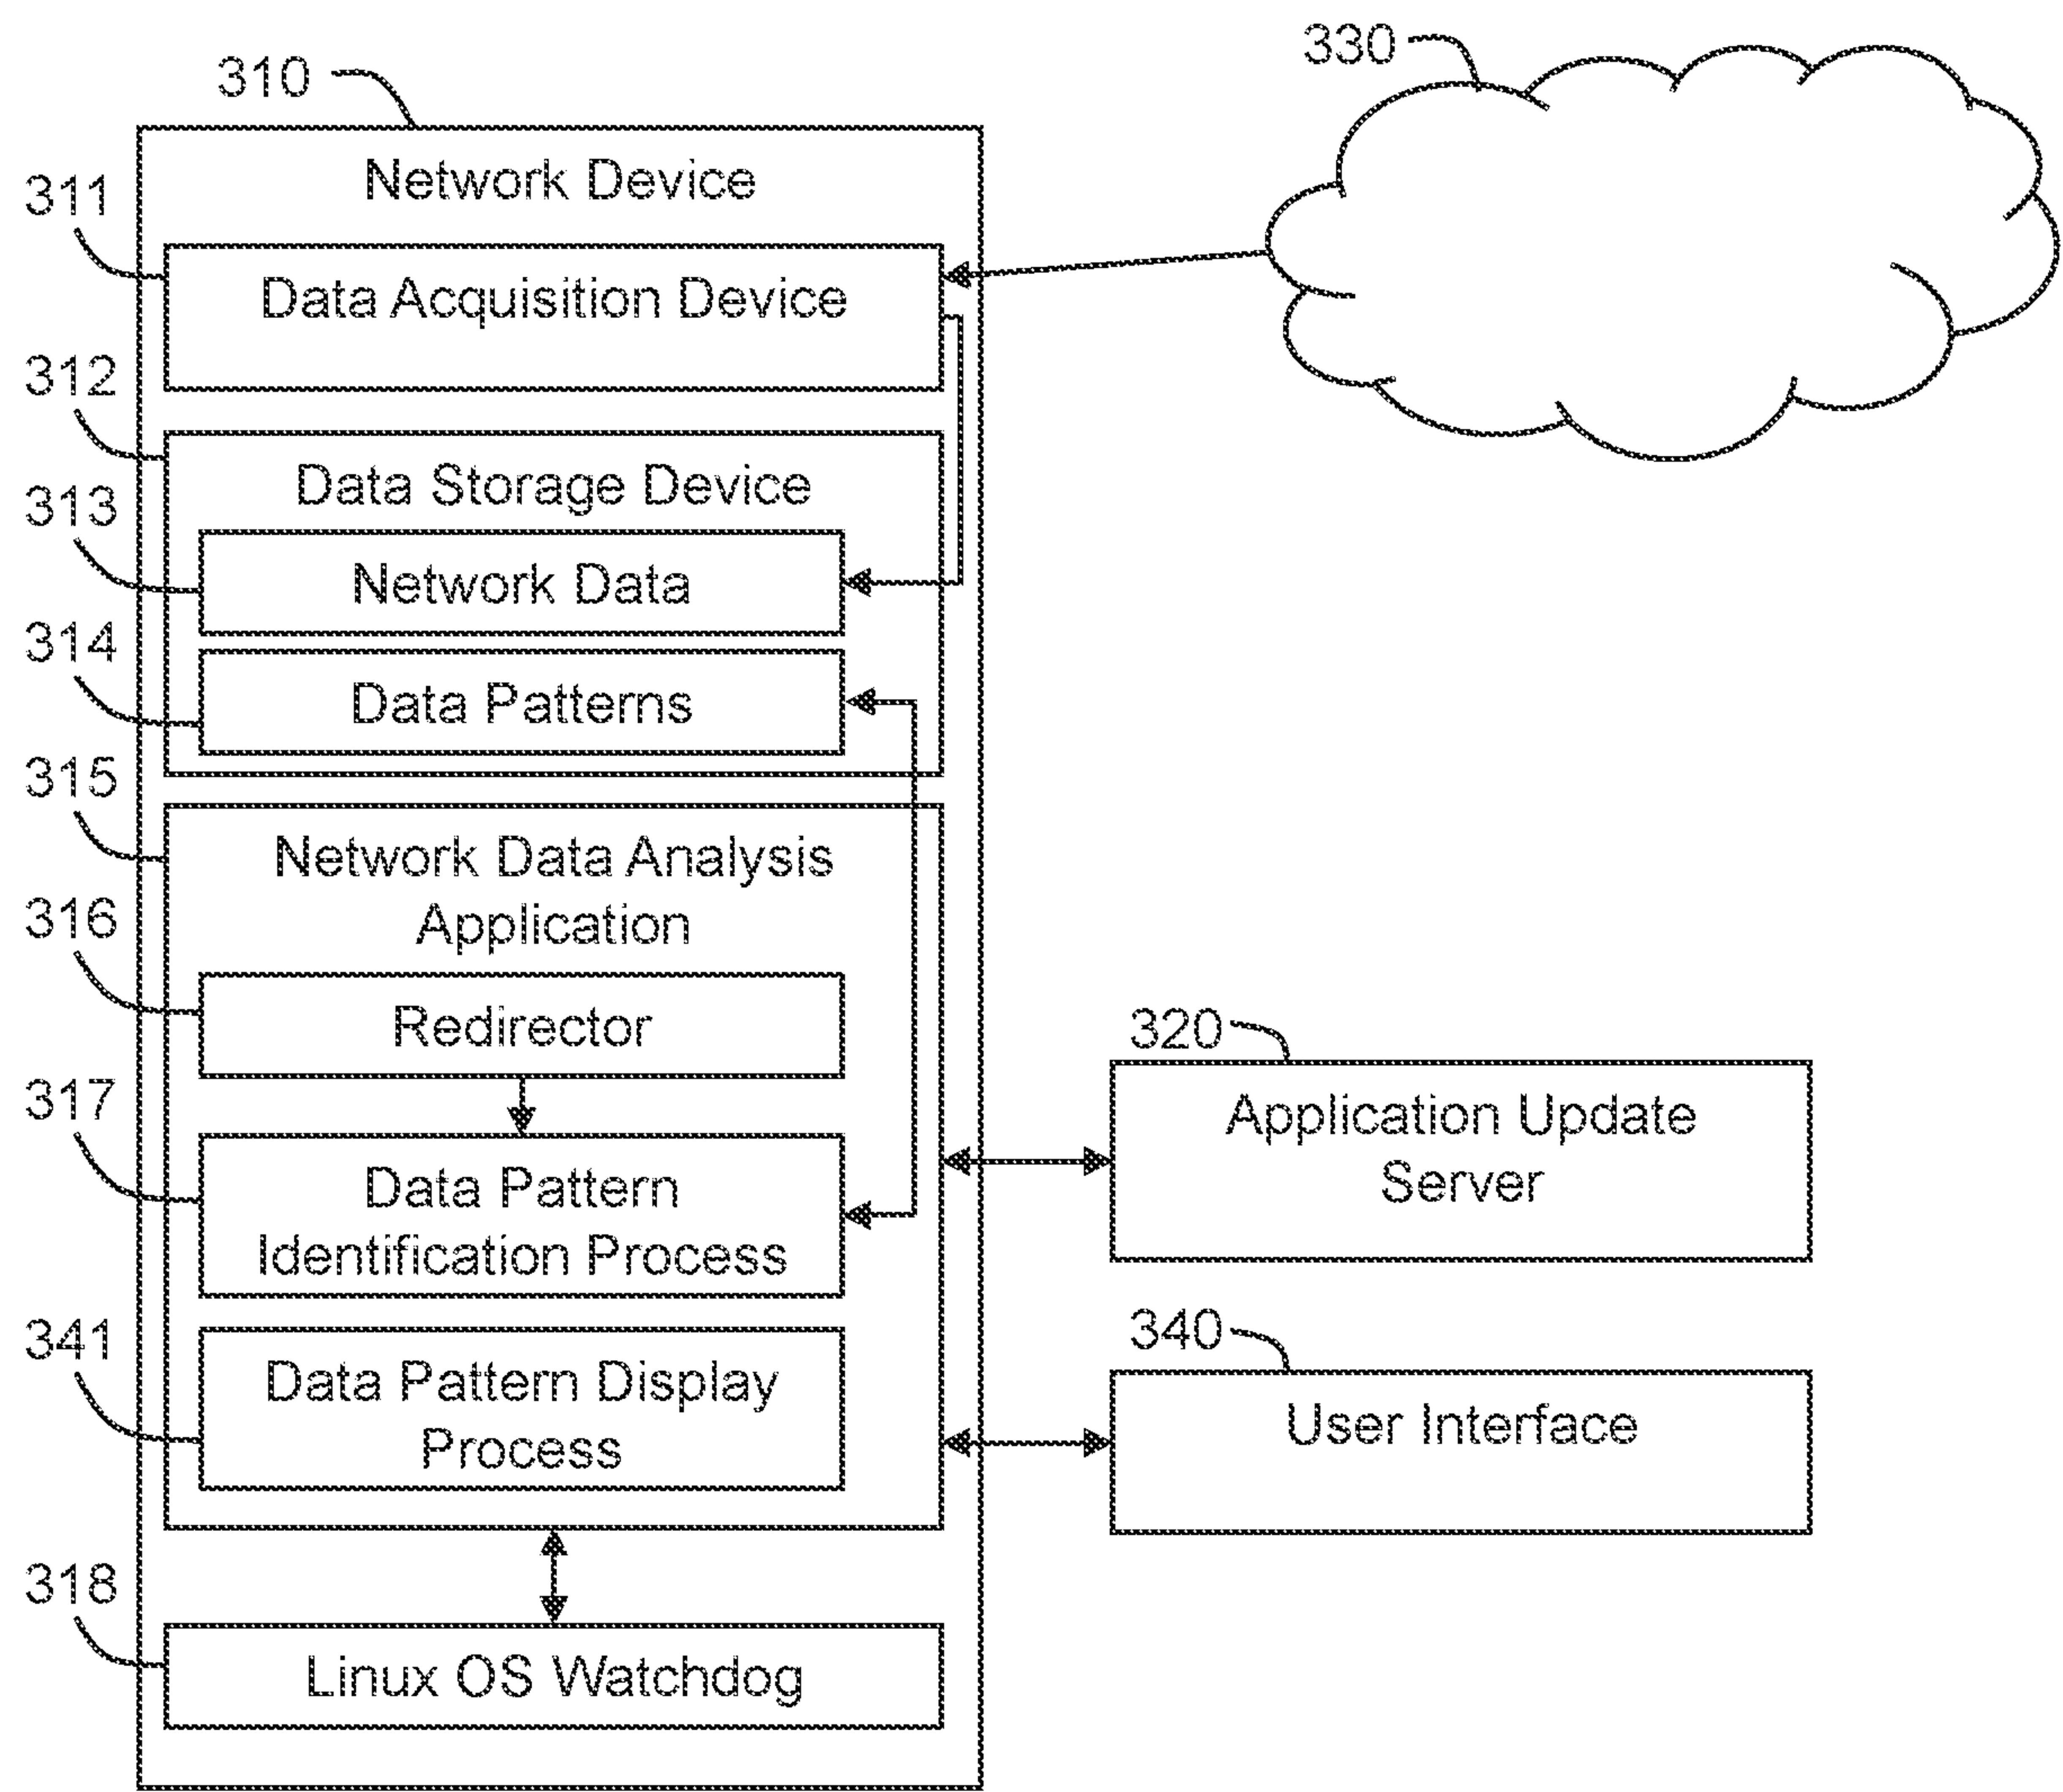 330
310
Network Device
311
Data Acquisition Device
312
Data Storage Device
313
Network Data
314
Data Patterns
315
Network Data Analysis
Application
316
Redirector
320
Application Update
Server
317
Data Pattern
Identification Process
340
User Interface
341
Data Pattern Display
Process
318
Linux OS Watchdog